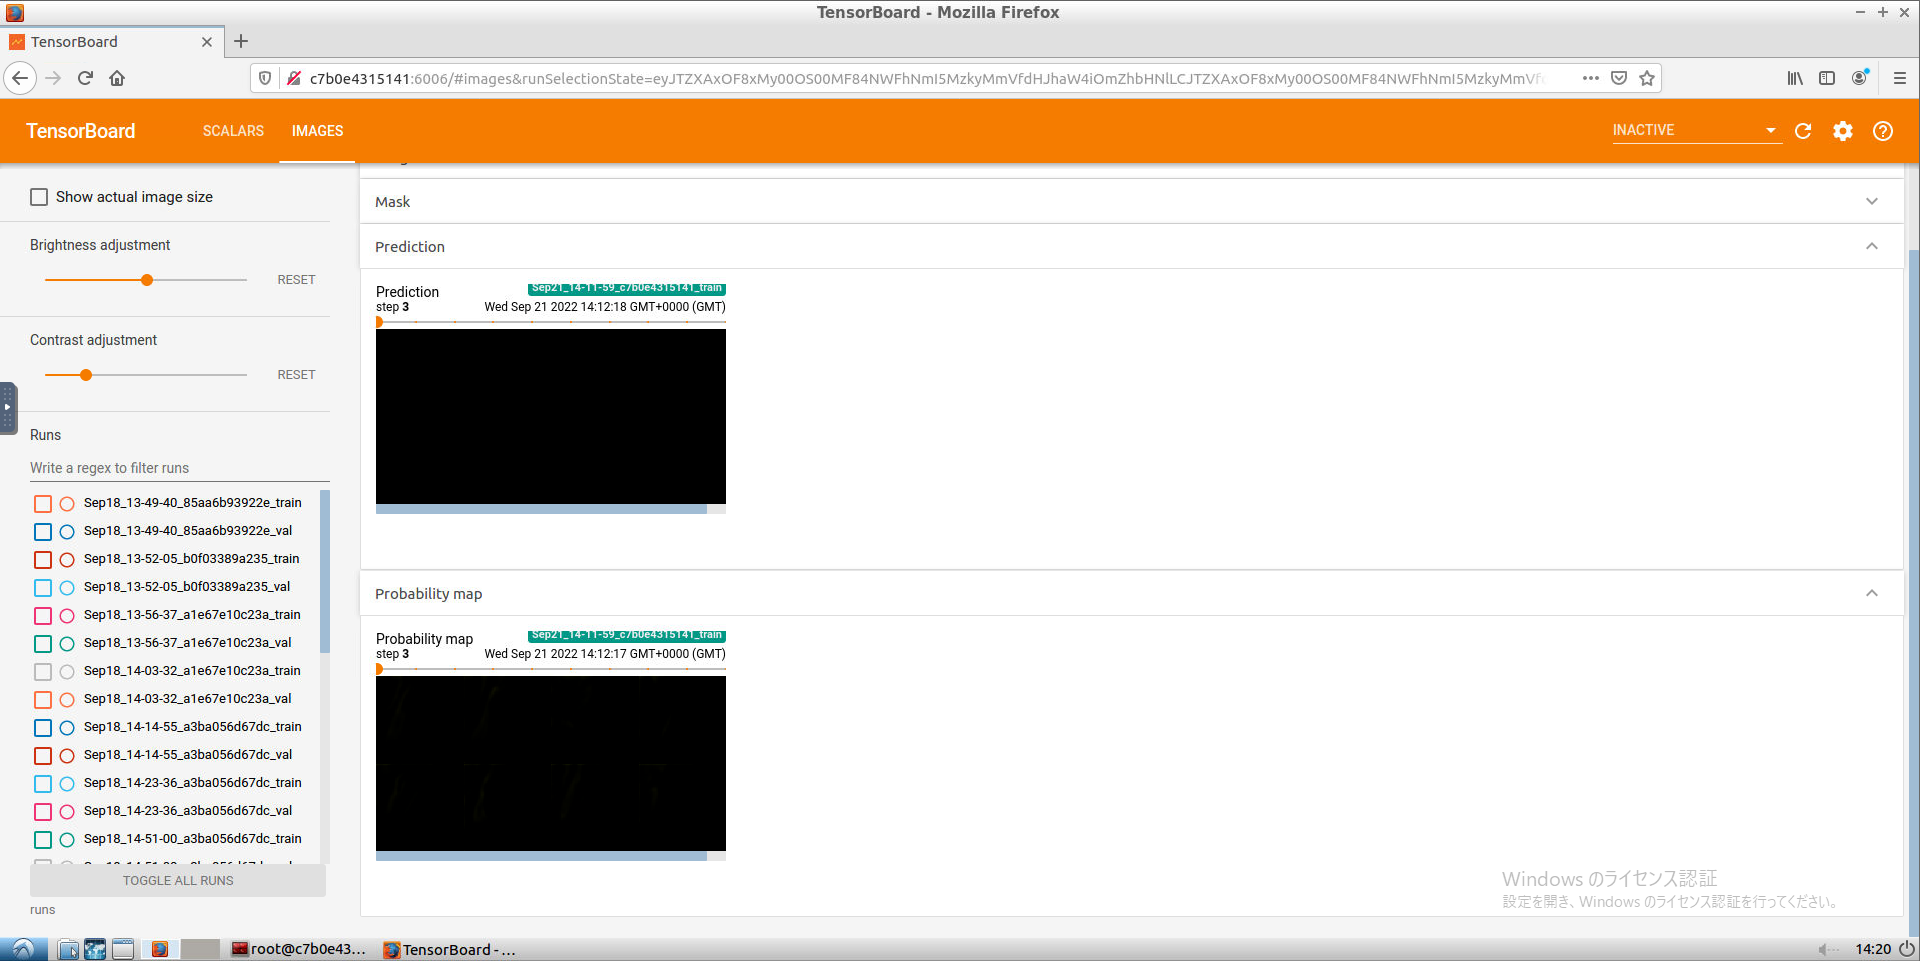 TensorBoard - Mozilla Firefox
TensorBoard
c7b0e4315141:6006/#images&runSelectionState=eyJTZXAxOF8xMy00OS00MF84NWFhNmI5MzkyMmVfdHJhaW4iOmZhbHNlLCJTZXAxOF8xMy00OS00MF84NWFhNmI5MzkyMmVf
TensorBoard
SCALARS
IMAGES
INACTIVE
Show actual image size
Brightness adjustment
RESET
Contrast adjustment
RESET
Runs
Write a regex to filter runs
Sep18_13-49-40_85aa6b93922e_train
Sep18_13-49-40_85aa6b93922e_val
Sep18_13-52-05_b0f03389a235_train
Sep18_13-52-05_b0f03389a235_val
Sep18_13-56-37_a1e67e10c23a_train
Sep18_13-56-37_a1e67e10c23a_val
Sep18_14-03-32_a1e67e10c23a_train
Sep18_14-03-32_a1e67e10c23a_val
Sep18_14-14-55_a3ba056d67dc_train
Sep18_14-14-55_a3ba056d67dc_val
Sep18_14-23-36_a3ba056d67dc_train
Sep18_14-23-36_a3ba056d67dc_val
Sep18_14-51-00_a3ba056d67dc_train
TOGGLE ALL RUNS
runs
Mask
Prediction
Prediction
Sep21_14-11-59_c7b0e4315141_train
step 3
Wed Sep 21 2022 14:12:18 GMT+0000 (GMT)
Probability map
Probability map
Sep21_14-11-59_c7b0e4315141_train
step 3
Wed Sep 21 2022 14:12:17 GMT+0000 (GMT)
Windows のライセンス認証
設定を開き、Windows のライセンス認証を行ってください。
root@c7b0e43...
TensorBoard - ...
14:20